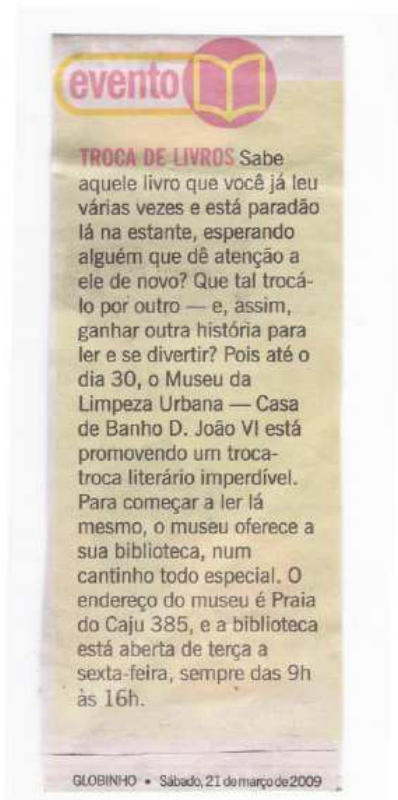 evento
TROCA DE LIVROS Sabe
aquele livro que você já leu
várias vezes e está paradão
lá na estante, esperando
alguém que dê atenção a
ele de novo? Que tal trocá-
lo por outro — e, assim,
ganhar outra história para
ler e se divertir? Pois até o
dia 30, o Museu da
Limpeza Urbana — Casa
de Banho D. João VI está
promovendo um troca-
troca literário imperdível.
Para começar a ler lá
mesmo, o museu oferece a
sua biblioteca, num
cantinho todo especial. O
endereço do museu é Praia
do Caju 385, e a biblioteca
está aberta de terça a
sexta-feira, sempre das 9h
às 16h.
GLOBINHO • Sábado, 21 de março de 2009